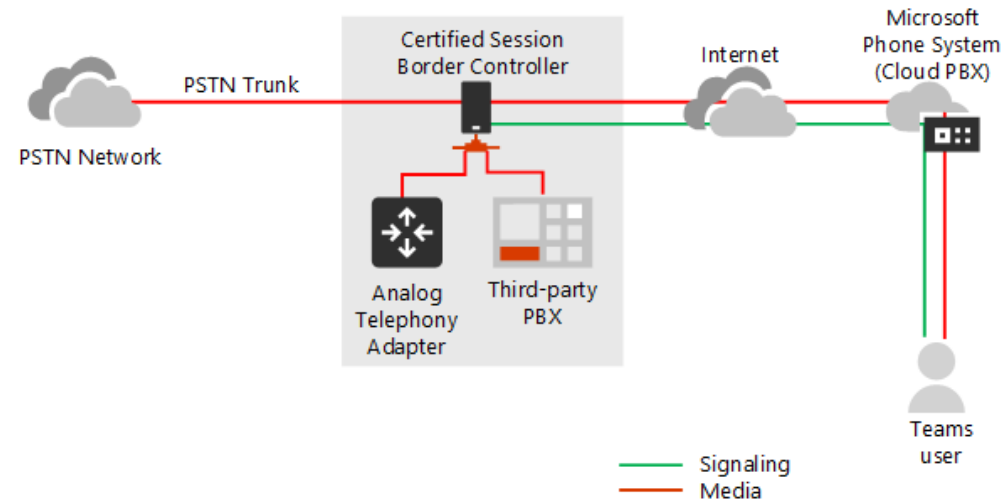 Certified Session
Border Controller
Internet
Microsoft
Phone System
(Cloud PBX)
PSTN Trunk
PSTN Network
Analog
Telephony
Adapter
Third-party
PBX
Teams
user
Signaling
Media